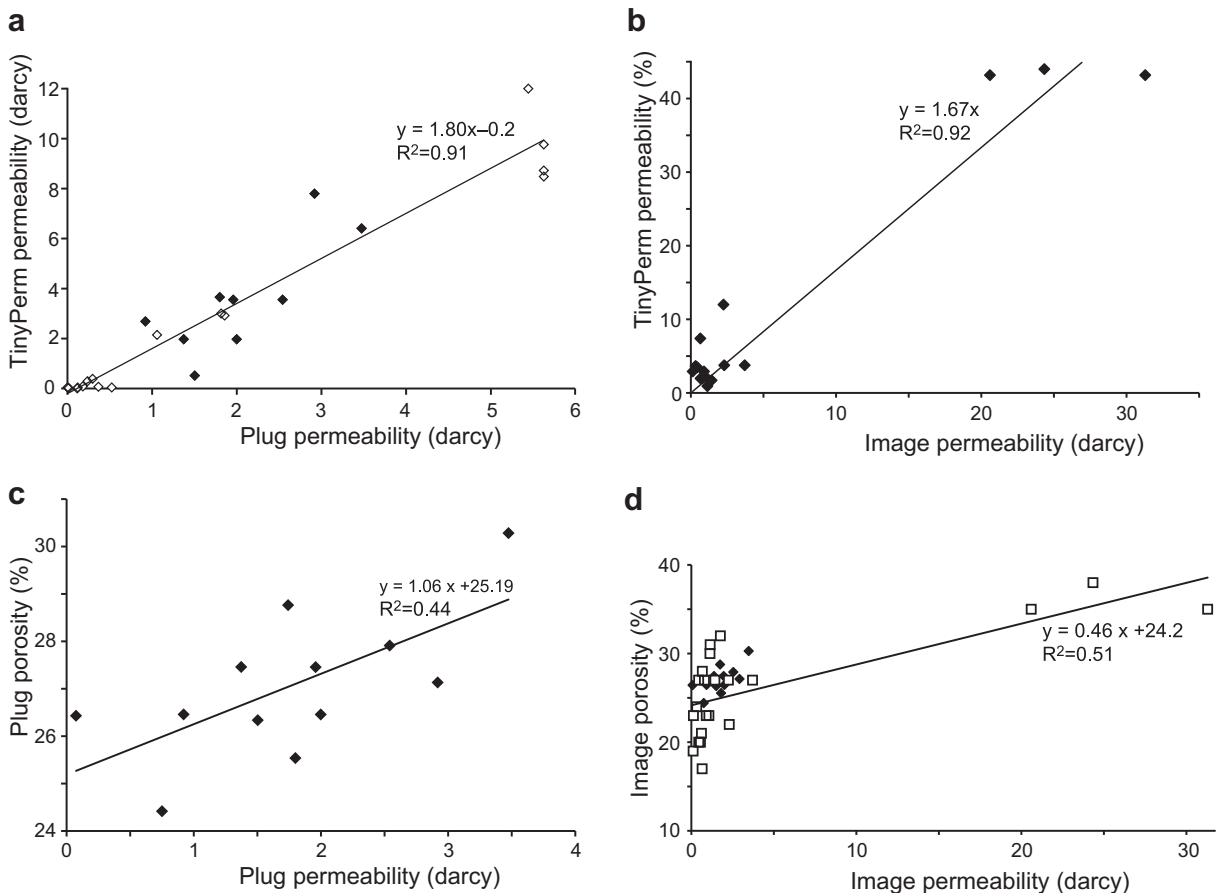 a
TinyPerm permeability (darcy)
12
10
8
6
4
2
0
y = 1.80x–0.2
R²=0.91
0 1 2 3 4 5 6
Plug permeability (darcy)
b
TinyPerm permeability (%)
40
30
20
10
0
y = 1.67x
R²=0.92
0 10 20 30
Image permeability (darcy)
c
Plug porosity (%)
30
28
26
24
y = 1.06 x +25.19
R²=0.44
0 1 2 3 4
Plug permeability (darcy)
d
Image porosity (%)
40
30
20
10
y = 0.46 x +24.2
R²=0.51
0 10 20 30
Image permeability (darcy)